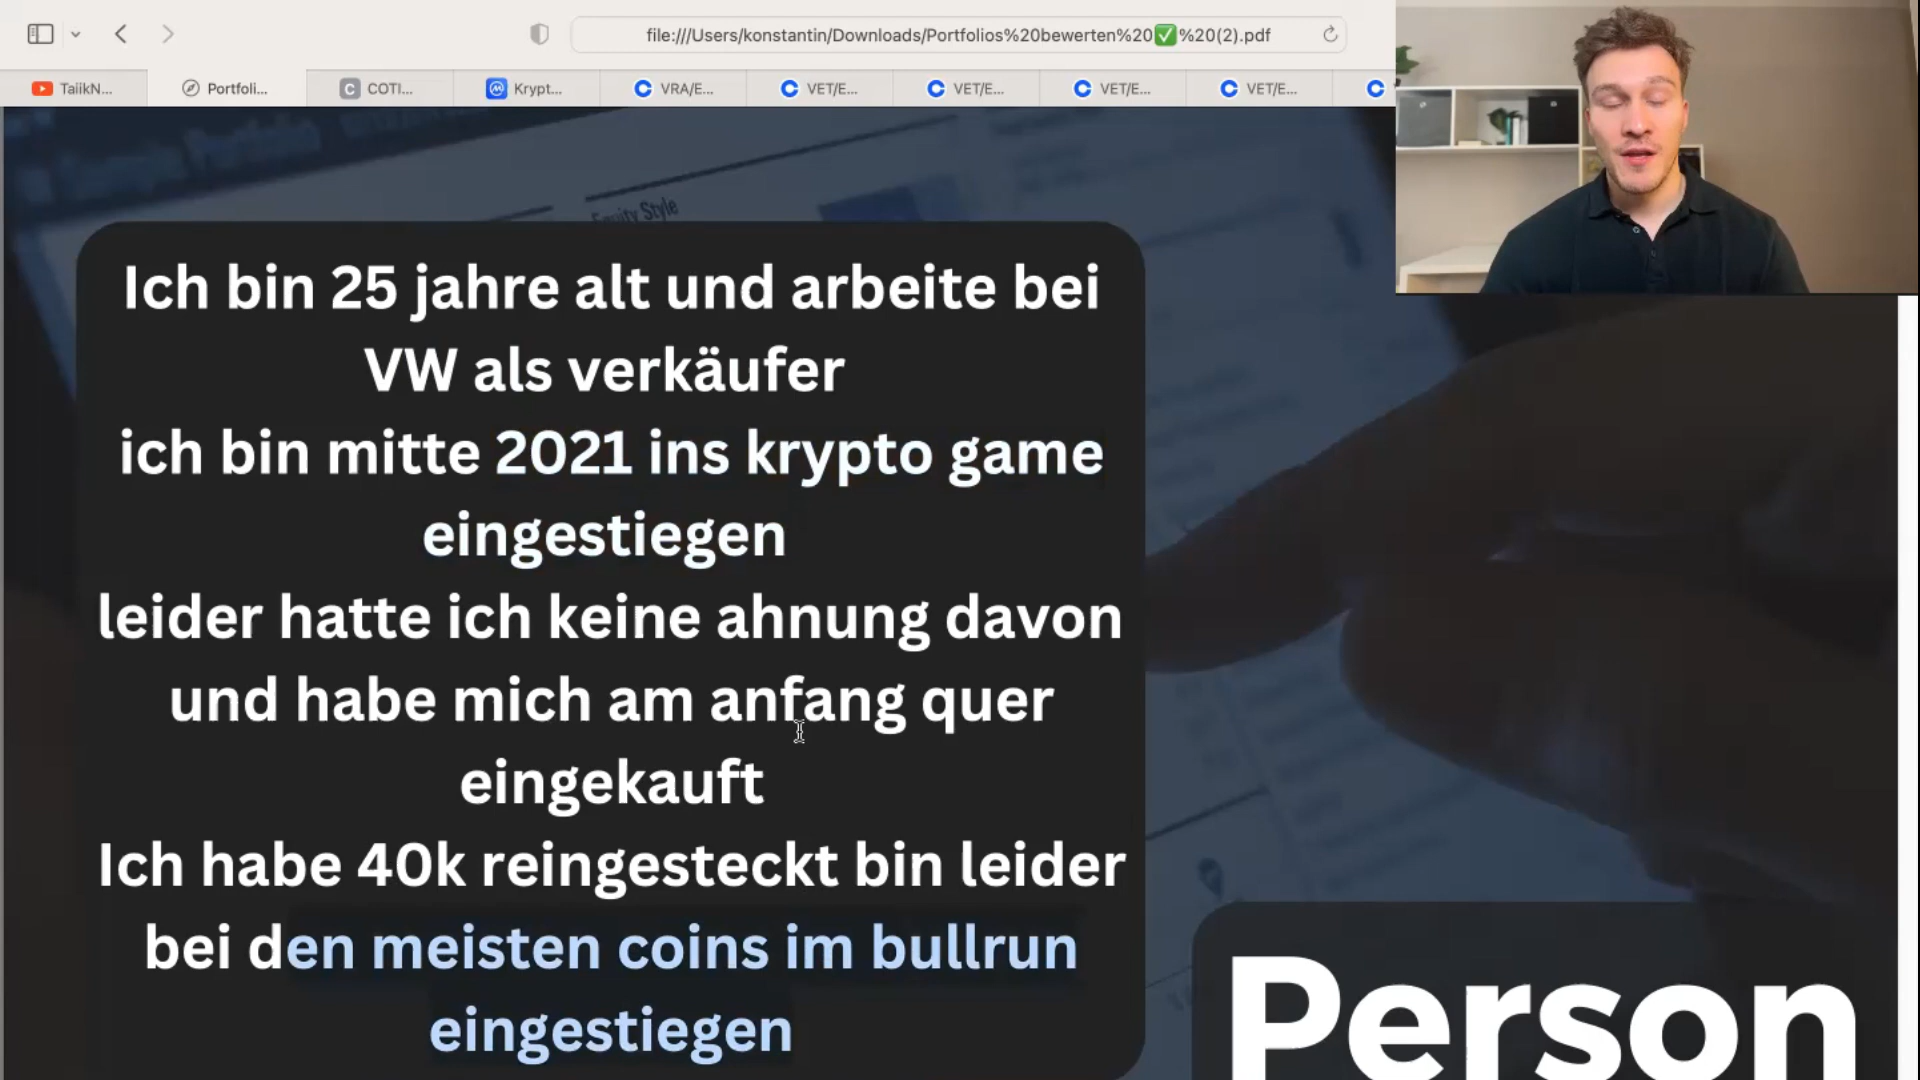 file:///Users/konstantin/Downloads/Portfolios%20bewerten%20✅%20(2).pdf
TaiikN... Portfoli... COTI... Krypt... VRA/E... VET/E... VET/E... VET/E... VET/E...
Equity Style
Ich bin 25 jahre alt und arbeite bei
VW als verkäufer
ich bin mitte 2021 ins krypto game
eingestiegen
leider hatte ich keine ahnung davon
und habe mich am anfang quer
eingekauft
Ich habe 40k reingesteckt bin leider
bei den meisten coins im bullrun
eingestiegen
Person